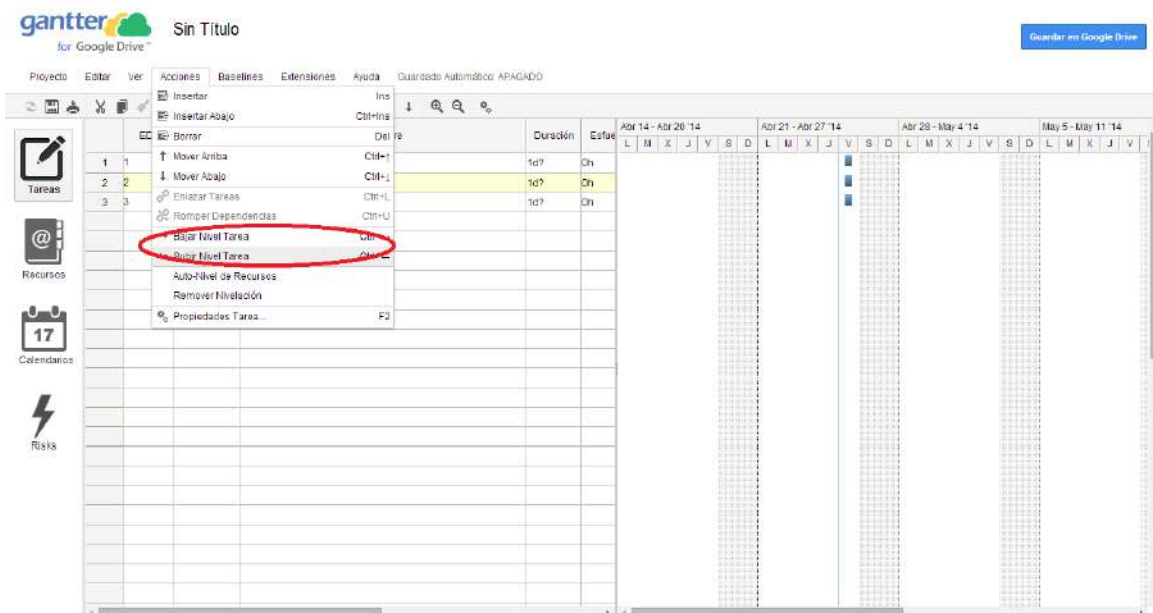 gantter
for Google Drive™
Sin Título
Guardar en Google Drive
Proyecto Editar Ver Acciones Baselines Extensiones Ayuda Guardado Automático APAGADO
Insertar Ins
Insertar Abajo Ctrl+Ins
Borrar Del
Mover Arriba Ctrl+↑
Mover Abajo Ctrl+↓
Enlazar Tareas Ctrl+L
Romper Dependencias Ctrl+U
Bajar Nivel Tarea
Subir Nivel Tarea
Auto-Nivel de Recursos
Remover Nivelación
Propiedades Tarea... F2
Tareas
Recursos
17
Calendarios
Risks
ED re Duración Esfue
1 1 1d? 0h
2 2 1d? 0h
3 3 1d? 0h
Abr 14 - Abr 20 '14 Abr 21 - Abr 27 '14 Abr 28 - May 4 '14 May 5 - May 11 '14
L M X J V S D L M X J V S D L M X J V S D L M X J V